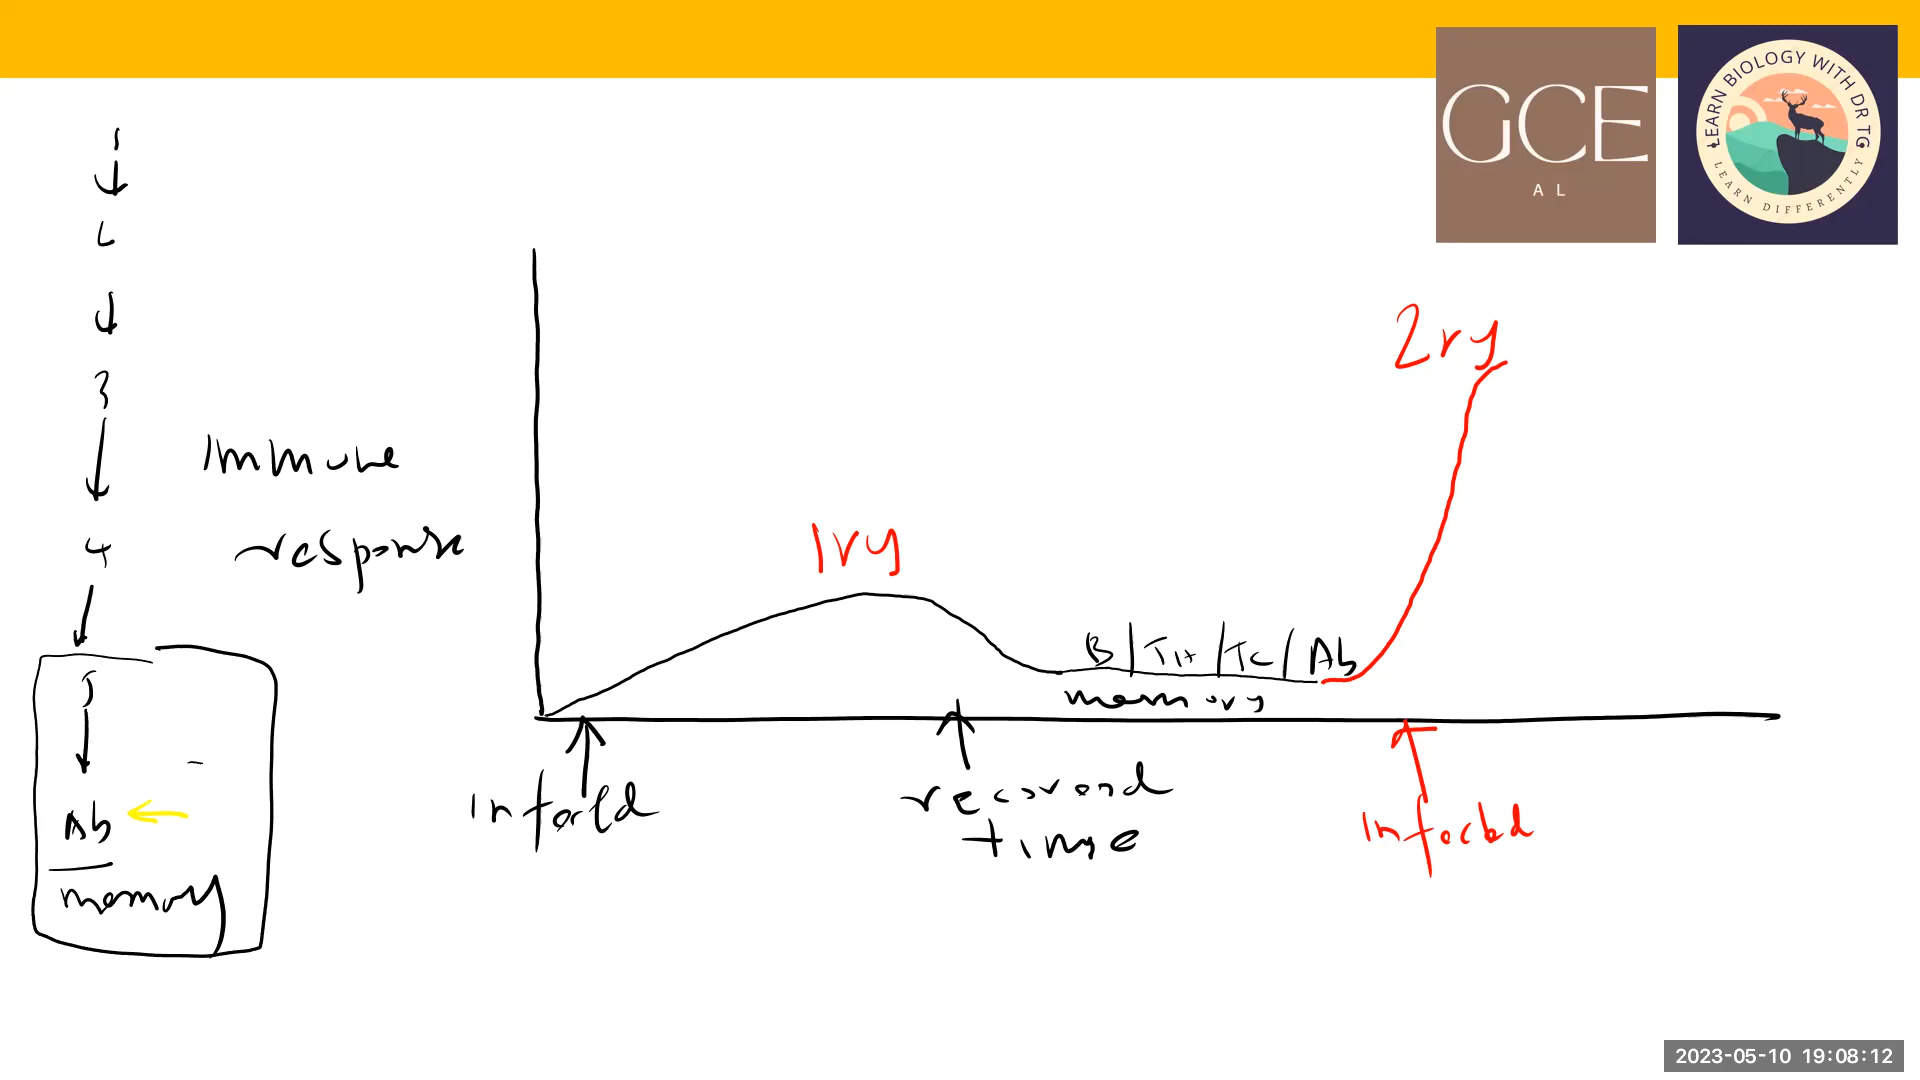 GCE
A L
LEARN BIOLOGY WITH DR TG
LEARN DIFFERENTLY
1
2
3
4
5
Ab
memory
Immune
response
1ry
2ry
B / TH / TC / Ab
memory
Infected
recovered
time
Infected
2023-05-10 19:08:12